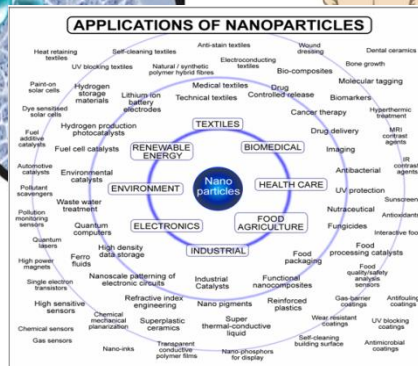 APPLICATIONS OF NANOPARTICLES
Heat retaining
textiles
Self-cleaning textiles
Anti-stain textiles
Wound
dressing
Dental ceramics
UV blocking textiles
Natural / synthetic
polymer hybrid fibres
Electroconducting
textiles
Bio-composites
Bone growth
Paint-on
solar cells
Hydrogen
storage
materials
Lithium ion
battery
electrodes
Medical textiles
Technical textiles
Drug
Controlled release
Biomarkers
Molecular tagging
Dye sensitised
solar cells
Hydrogen production
photocatalysts
TEXTILES
Cancer therapy
Hyperthermic
treatment
Fuel
additive
catalysts
Fuel cell catalysts
RENEWABLE
ENERGY
BIOMEDICAL
Drug delivery
Imaging
MRI
contrast
agents
Automotive
catalysts
Environmental
catalysts
Antibacterial
IR
contrast
agents
Pollutant
scavengers
ENVIRONMENT
Nano
particles
HEALTH CARE
UV protection
Sunscreen
Pollution
monitoring
sensors
Waste water
treatment
Nutraceutical
Antioxidants
Quantum
computers
ELECTRONICS
FOOD
AGRICULTURE
Fungicides
Interactive foo
Quantum
lasers
High density
data storage
INDUSTRIAL
Food
processing catalysts
High power
magnets
Ferro
fluids
Food
packaging
Food
quality/safety
analysis
sensors
Single electron
transistors
Nanoscale patterning of
electronic circuits
Industrial
Catalysts
Functional
nanocomposites
High sensitive
sensors
Refractive index
engineering
Nano pigments
Reinforced
plastics
Gas-barrier
coatings
Antifouling
coatings
Chemical
mechanical
planarization
Superplastic
ceramics
Super
thermal-conductive
liquid
Wear resistant
coatings
UV blocking
coatings
Chemical sensors
Gas sensors
Nano-inks
Transparent
conductive
polymer films
Nano-phosphors
for display
Self-cleaning
building surface
Antimicrobial
coatings